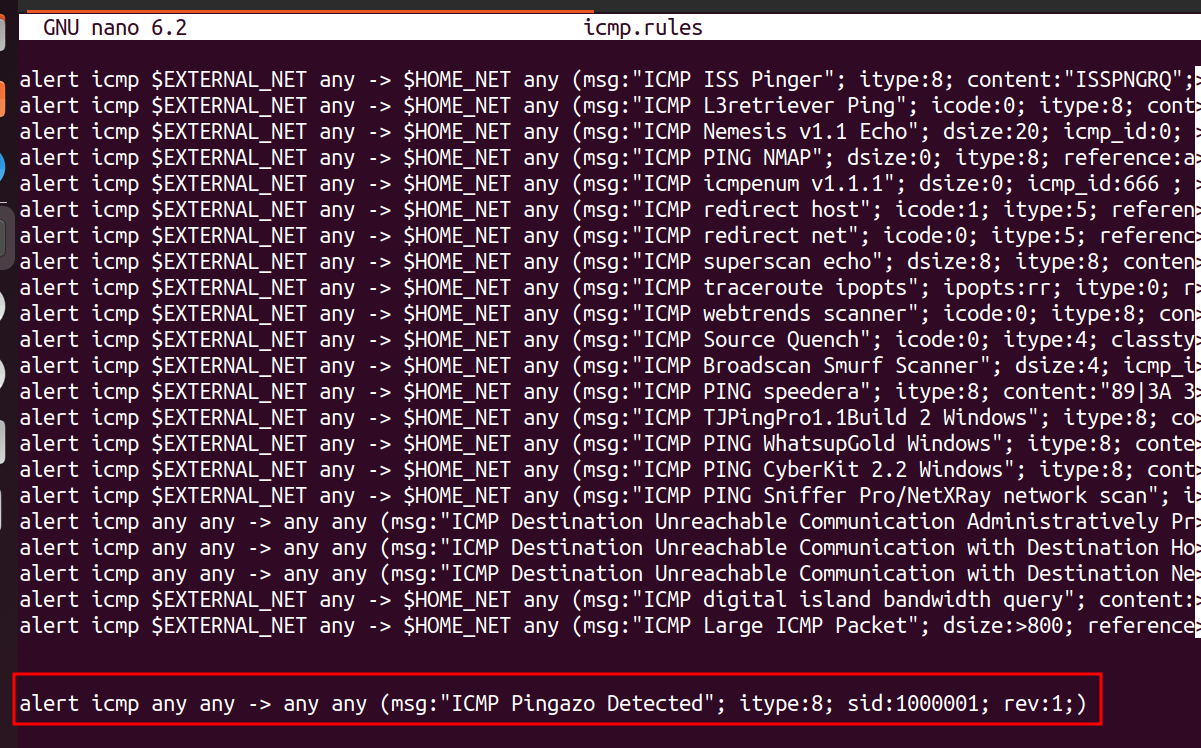 GNU nano 6.2 icmp.rules
alert icmp $EXTERNAL_NET any -> $HOME_NET any (msg:"ICMP ISS Pinger"; itype:8; content:"ISSPNGRQ";>
alert icmp $EXTERNAL_NET any -> $HOME_NET any (msg:"ICMP L3retriever Ping"; icode:0; itype:8; cont>
alert icmp $EXTERNAL_NET any -> $HOME_NET any (msg:"ICMP Nemesis v1.1 Echo"; dsize:20; icmp_id:0; >
alert icmp $EXTERNAL_NET any -> $HOME_NET any (msg:"ICMP PING NMAP"; dsize:0; itype:8; reference:a>
alert icmp $EXTERNAL_NET any -> $HOME_NET any (msg:"ICMP icmpenum v1.1.1"; dsize:0; icmp_id:666 ; >
alert icmp $EXTERNAL_NET any -> $HOME_NET any (msg:"ICMP redirect host"; icode:1; itype:5; referen>
alert icmp $EXTERNAL_NET any -> $HOME_NET any (msg:"ICMP redirect net"; icode:0; itype:5; referenc>
alert icmp $EXTERNAL_NET any -> $HOME_NET any (msg:"ICMP superscan echo"; dsize:8; itype:8; conten>
alert icmp $EXTERNAL_NET any -> $HOME_NET any (msg:"ICMP traceroute ipopts"; ipopts:rr; itype:0; r>
alert icmp $EXTERNAL_NET any -> $HOME_NET any (msg:"ICMP webtrends scanner"; icode:0; itype:8; con>
alert icmp $EXTERNAL_NET any -> $HOME_NET any (msg:"ICMP Source Quench"; icode:0; itype:4; classty>
alert icmp $EXTERNAL_NET any -> $HOME_NET any (msg:"ICMP Broadscan Smurf Scanner"; dsize:4; icmp_i>
alert icmp $EXTERNAL_NET any -> $HOME_NET any (msg:"ICMP PING speedera"; itype:8; content:"89|3A 3>
alert icmp $EXTERNAL_NET any -> $HOME_NET any (msg:"ICMP TJPingPro1.1Build 2 Windows"; itype:8; co>
alert icmp $EXTERNAL_NET any -> $HOME_NET any (msg:"ICMP PING WhatsupGold Windows"; itype:8; conte>
alert icmp $EXTERNAL_NET any -> $HOME_NET any (msg:"ICMP PING CyberKit 2.2 Windows"; itype:8; cont>
alert icmp $EXTERNAL_NET any -> $HOME_NET any (msg:"ICMP PING Sniffer Pro/NetXRay network scan"; i>
alert icmp any any -> any any (msg:"ICMP Destination Unreachable Communication Administratively Pr>
alert icmp any any -> any any (msg:"ICMP Destination Unreachable Communication with Destination Ho>
alert icmp any any -> any any (msg:"ICMP Destination Unreachable Communication with Destination Ne>
alert icmp $EXTERNAL_NET any -> $HOME_NET any (msg:"ICMP digital island bandwidth query"; content:>
alert icmp $EXTERNAL_NET any -> $HOME_NET any (msg:"ICMP Large ICMP Packet"; dsize:>800; reference>
alert icmp any any -> any any (msg:"ICMP Pingazo Detected"; itype:8; sid:1000001; rev:1;)